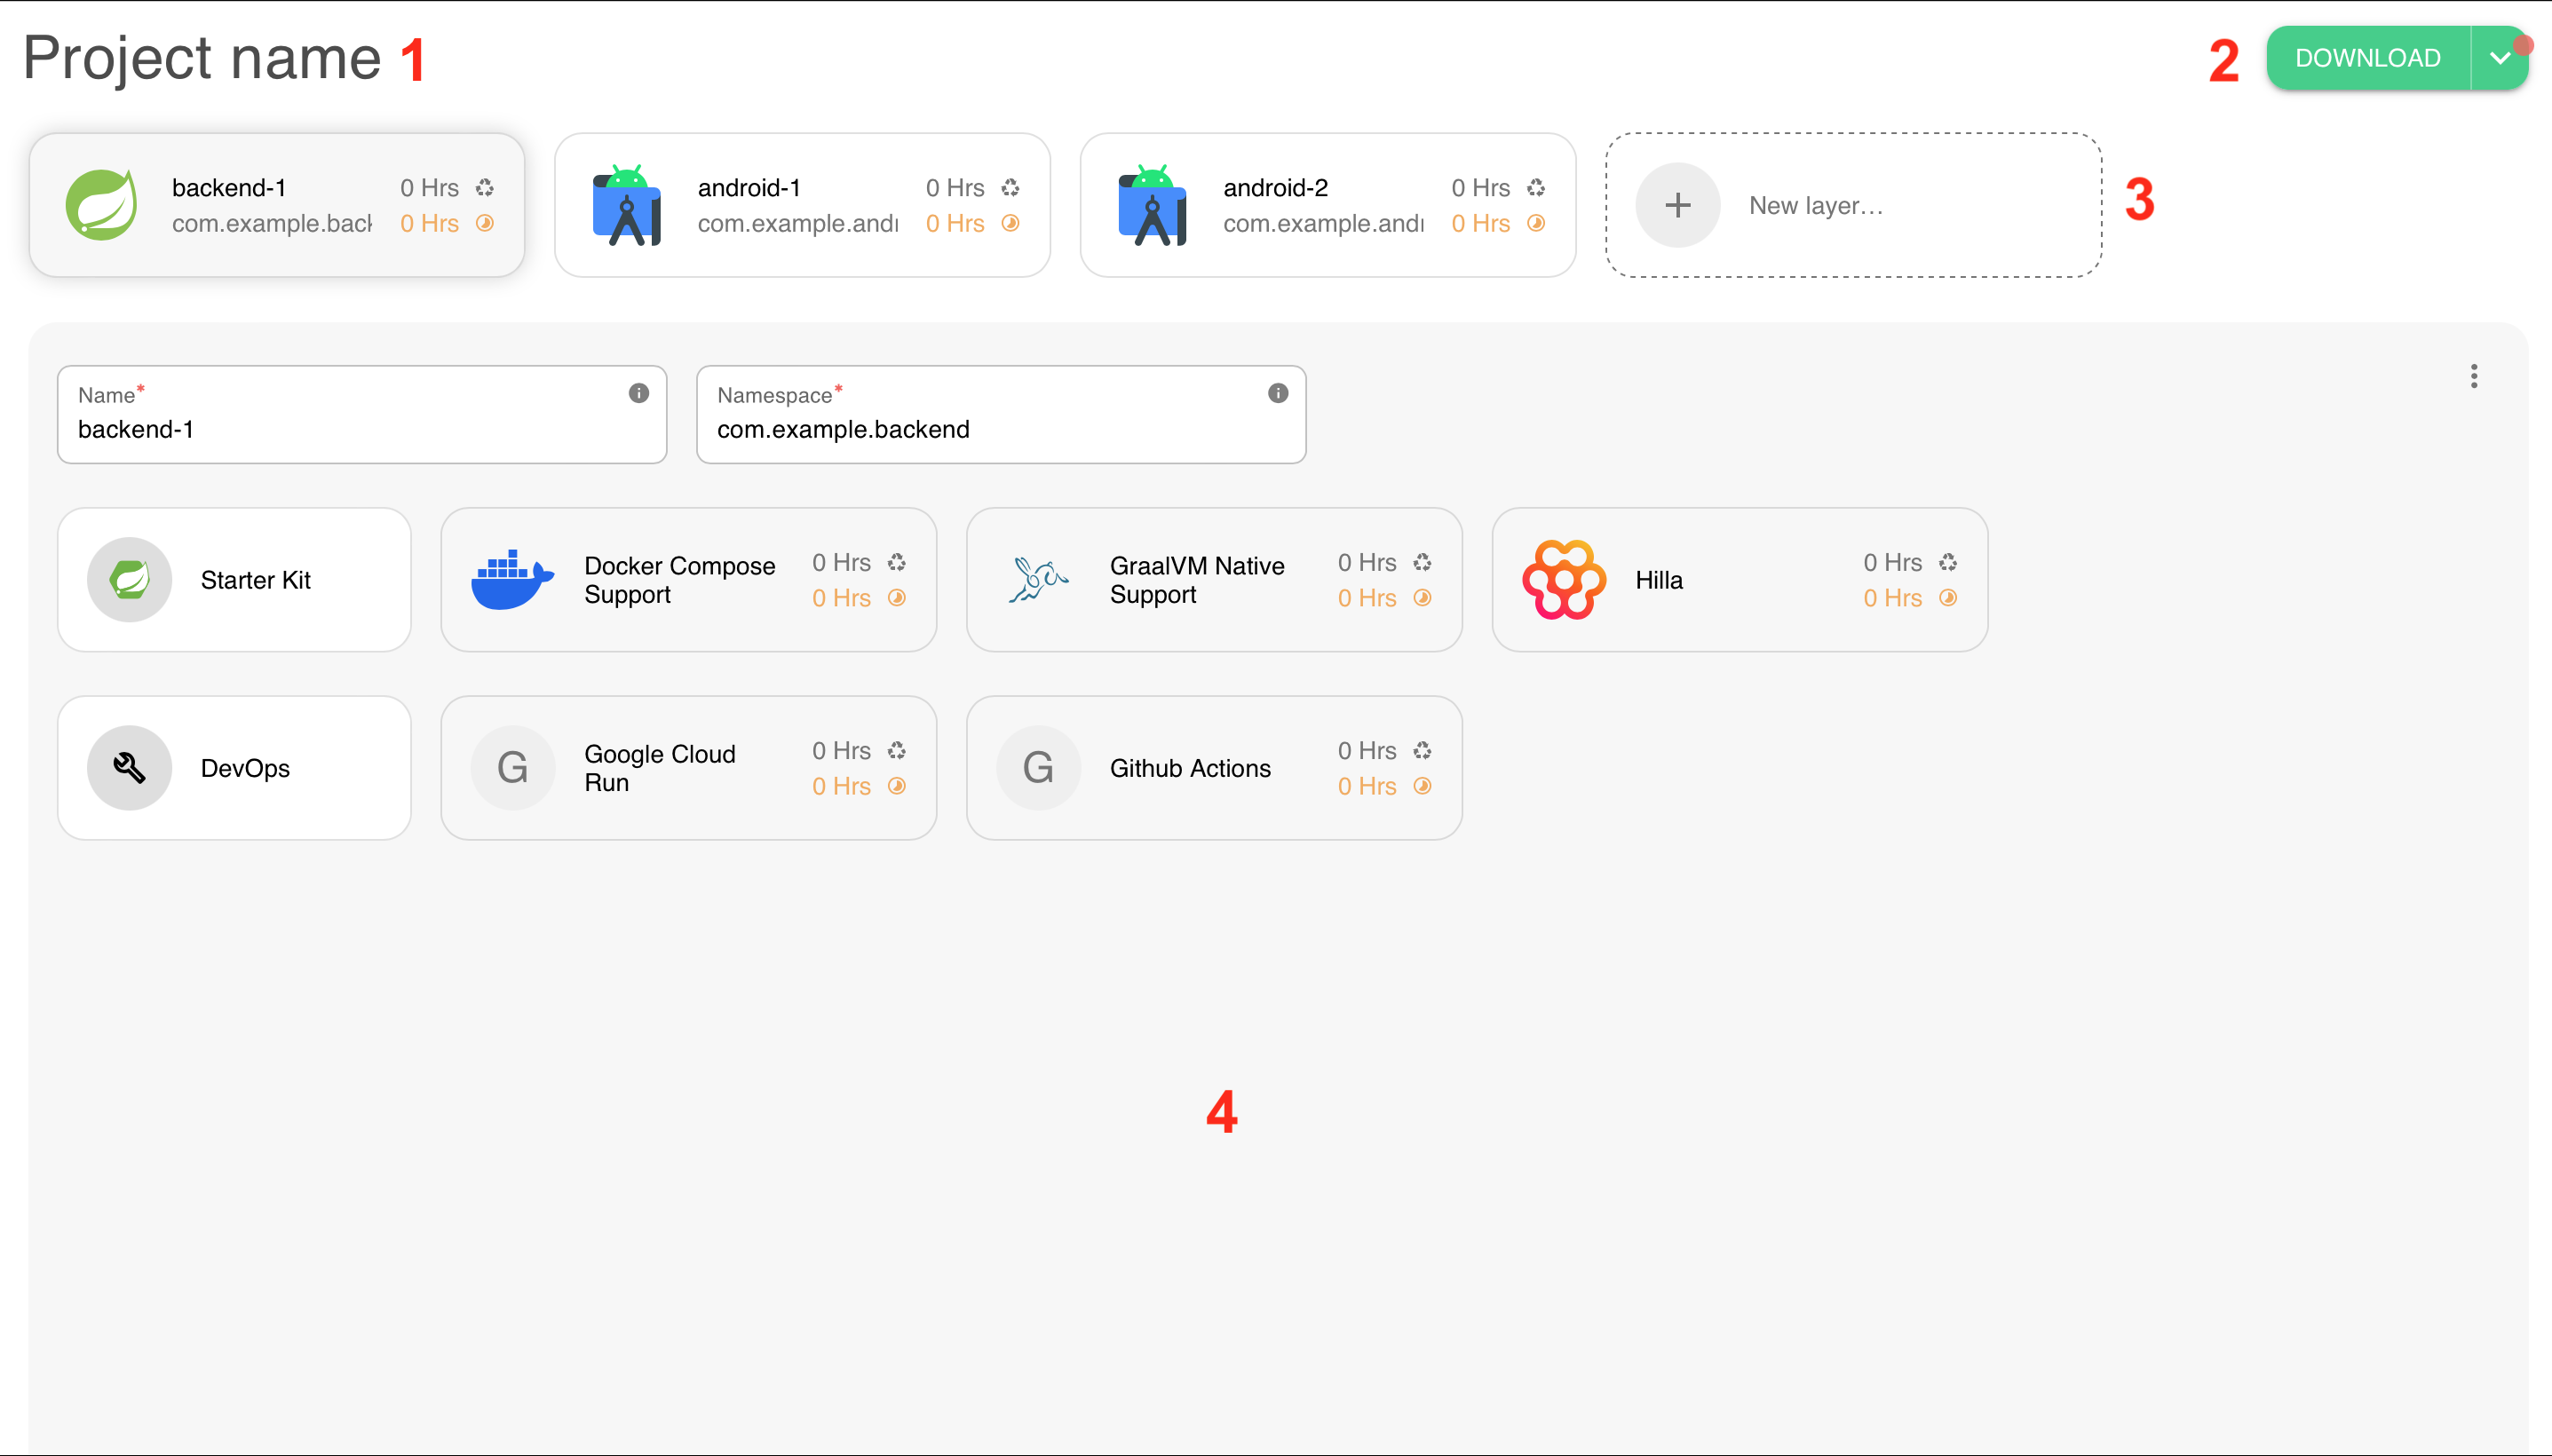 Project name 1
2 DOWNLOAD
backend-1 0 Hrs
com.example.back 0 Hrs
android-1 0 Hrs
com.example.and 0 Hrs
android-2 0 Hrs
com.example.and 0 Hrs
New layer...
3
Name*
backend-1
Namespace*
com.example.backend
Starter Kit
Docker Compose
Support
0 Hrs
0 Hrs
GraalVM Native
Support
0 Hrs
0 Hrs
Hilla
0 Hrs
0 Hrs
DevOps
G
Google Cloud
Run
0 Hrs
0 Hrs
G
Github Actions
0 Hrs
0 Hrs
4